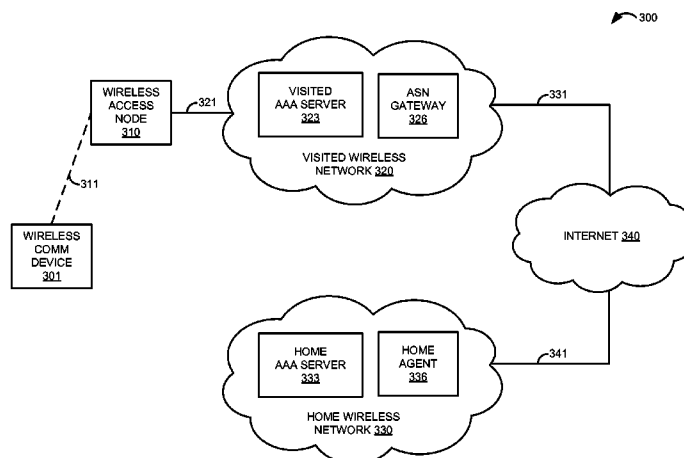 300
WIRELESS
ACCESS
NODE
310
321
VISITED
AAA SERVER
323
ASN
GATEWAY
326
VISITED WIRELESS
NETWORK 320
331
311
WIRELESS
COMM
DEVICE
301
INTERNET 340
HOME
AAA SERVER
333
HOME
AGENT
336
341
HOME WIRELESS
NETWORK 330